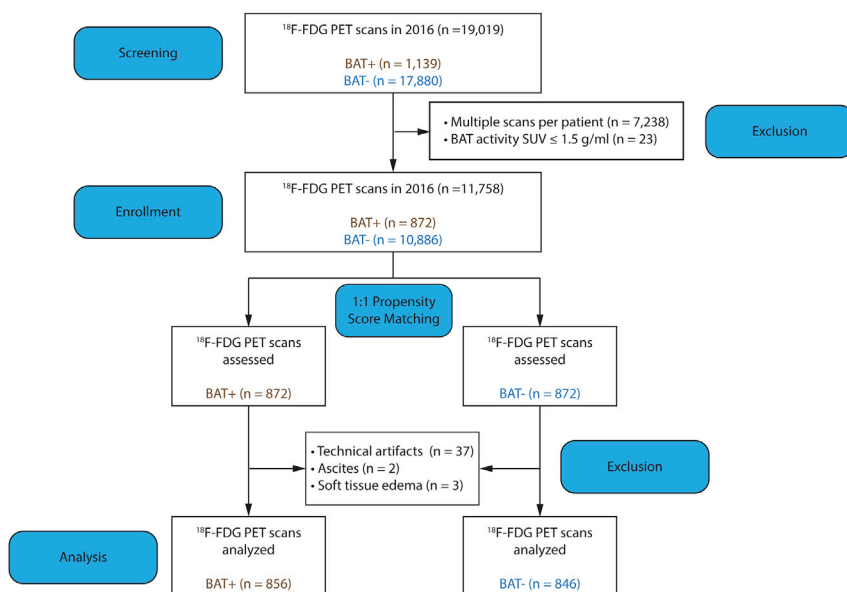 ¹⁸F-FDG PET scans in 2016 (n =19,019)
Screening
BAT+ (n = 1,139)
BAT- (n = 17,880)
• Multiple scans per patient (n = 7,238)
• BAT activity SUV ≤ 1.5 g/ml (n = 23)
Exclusion
¹⁸F-FDG PET scans in 2016 (n =11,758)
Enrollment
BAT+ (n = 872)
BAT- (n = 10,886)
1:1 Propensity
Score Matching
¹⁸F-FDG PET scans
assessed
BAT+ (n = 872)
¹⁸F-FDG PET scans
assessed
BAT- (n = 872)
• Technical artifacts (n = 37)
• Ascites (n = 2)
• Soft tissue edema (n = 3)
Exclusion
Analysis
¹⁸F-FDG PET scans
analyzed
BAT+ (n = 856)
¹⁸F-FDG PET scans
analyzed
BAT- (n = 846)